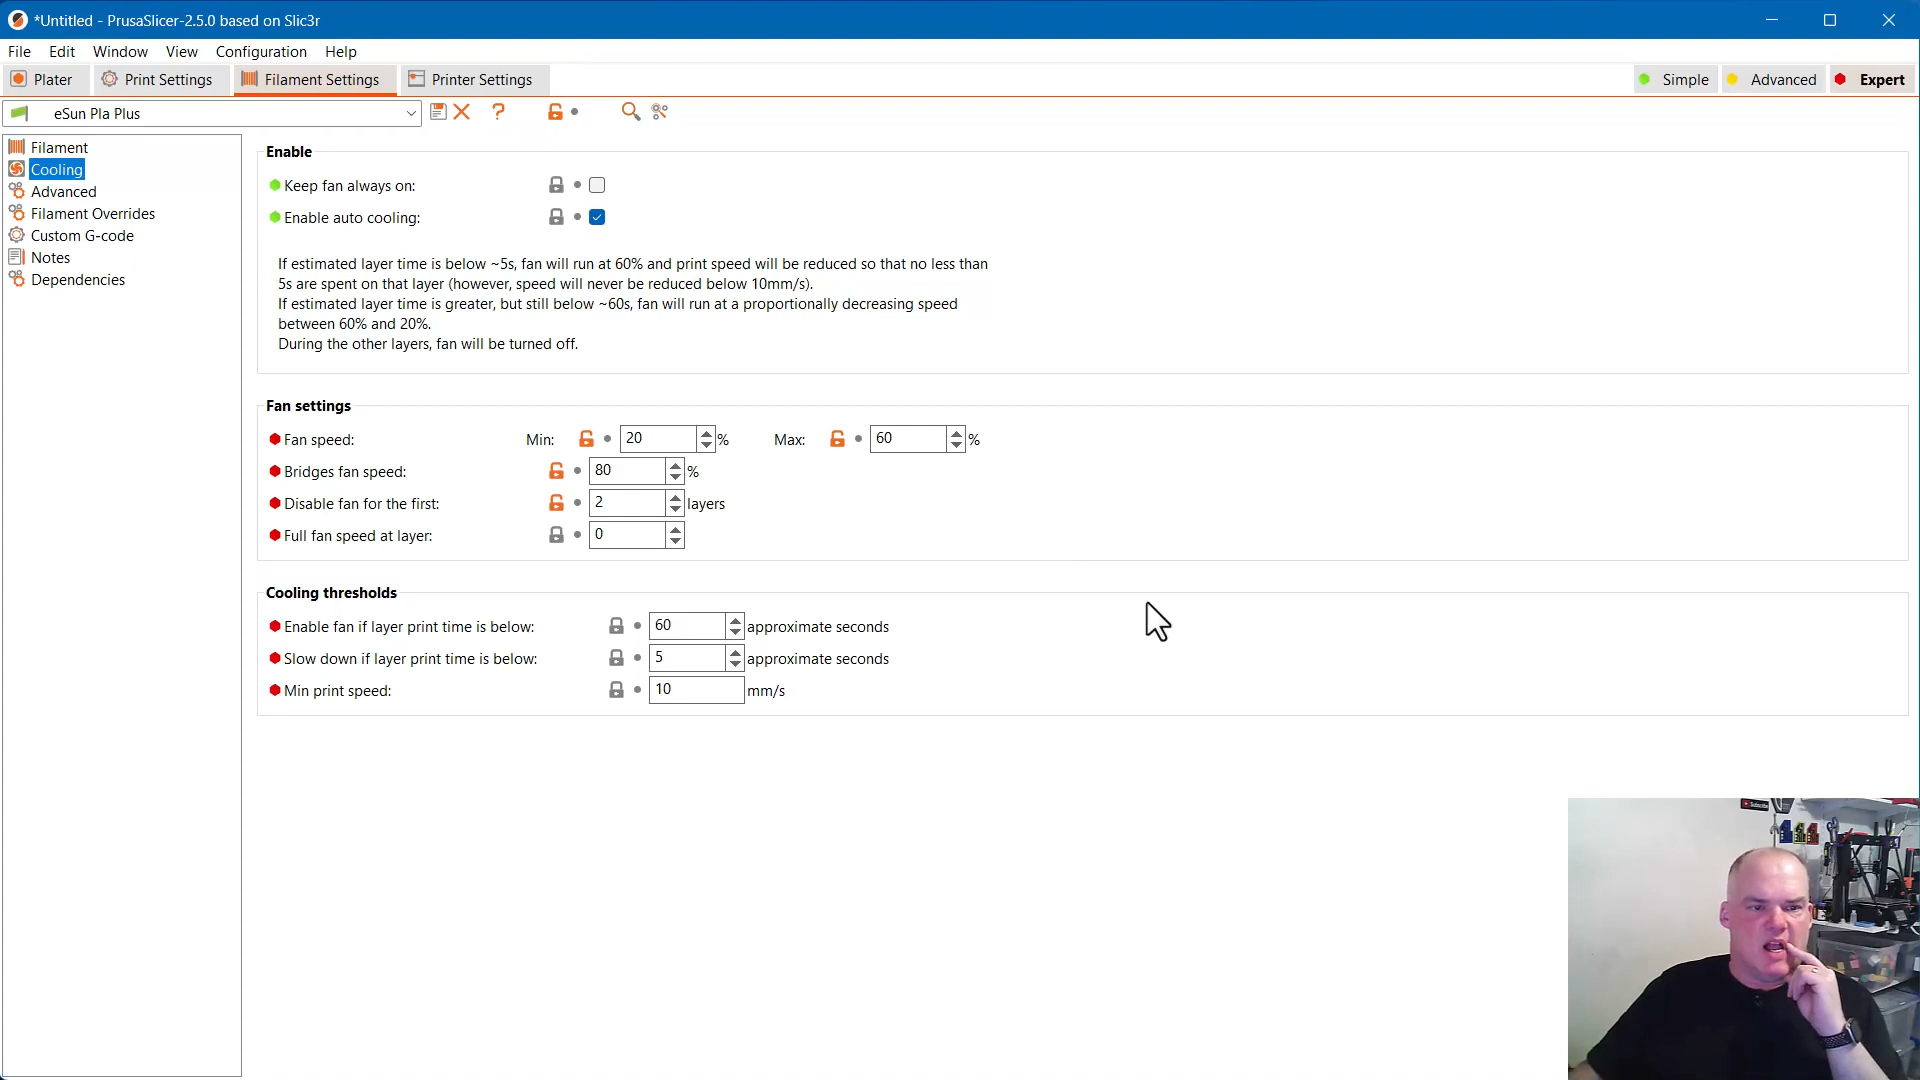 *Untitled - PrusaSlicer-2.5.0 based on Slic3r
File Edit Window View Configuration Help
Plater Print Settings Filament Settings Printer Settings Simple Advanced Expert
eSun Pla Plus ?
Filament
Cooling
Advanced
Filament Overrides
Custom G-code
Notes
Dependencies
Enable
Keep fan always on:
Enable auto cooling:
If estimated layer time is below ~5s, fan will run at 60% and print speed will be reduced so that no less than
5s are spent on that layer (however, speed will never be reduced below 10mm/s).
If estimated layer time is greater, but still below ~60s, fan will run at a proportionally decreasing speed
between 60% and 20%.
During the other layers, fan will be turned off.
Fan settings
Fan speed: Min: 20 % Max: 60 %
Bridges fan speed: 80 %
Disable fan for the first: 2 layers
Full fan speed at layer: 0
Cooling thresholds
Enable fan if layer print time is below: 60 approximate seconds
Slow down if layer print time is below: 5 approximate seconds
Min print speed: 10 mm/s
Subscribe